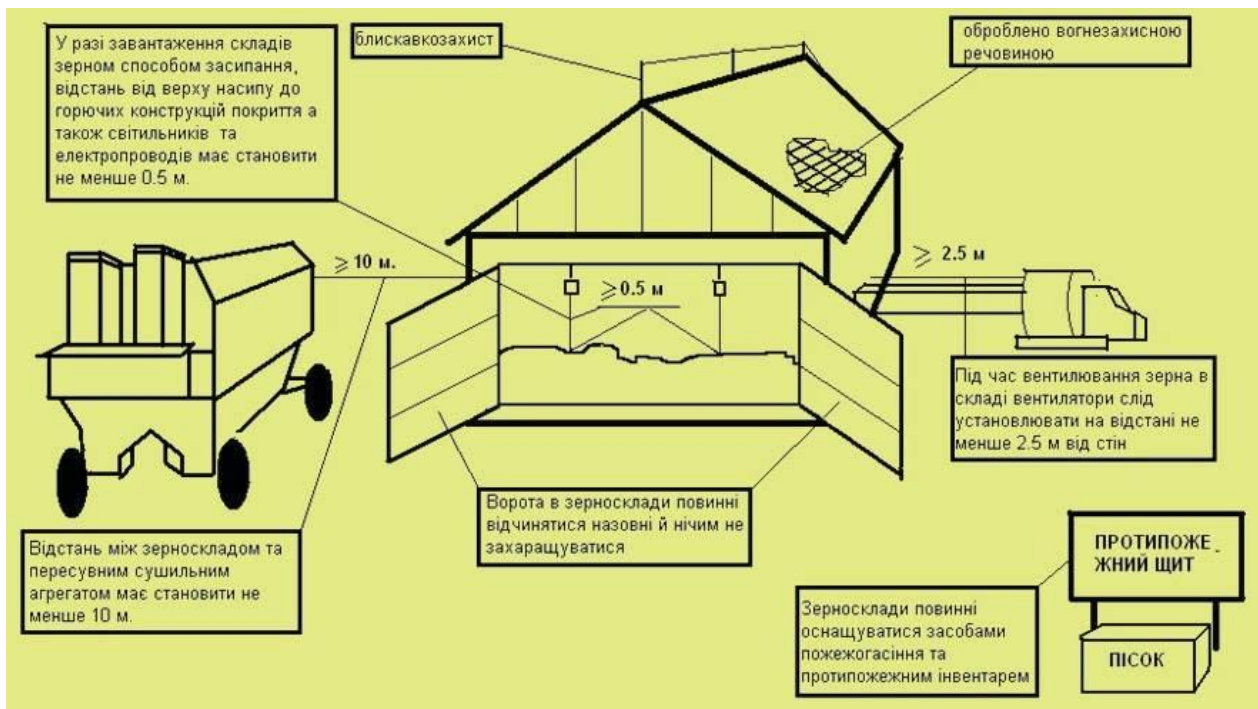 У разі завантаження складів
зерном способом засипання,
відстань від верху насипу до
горючих конструкцій покриття а
також світильників та
електропроводів має становити
не менше 0.5 м.
блискавкозахист
оброблено вогнезахисною
речовиною
≥ 10 м.
≥ 0.5 м
≥ 2.5 м
Під час вентилювання зерна в
складі вентилятори слід
установлювати на відстані не
менше 2.5 м від стін
Ворота в зерносклади повинні
відчинятися назовні й нічим не
захаращуватися
Відстань між зерноскладом та
пересувним сушильним
агрегатом має становити не
менше 10 м.
Зерносклади повинні
оснащуватися засобами
пожежогасіння та
протипожежним інвентарем
ПРОТИПОЖЕ -
ЖНИЙ ЩИТ
ПІСОК